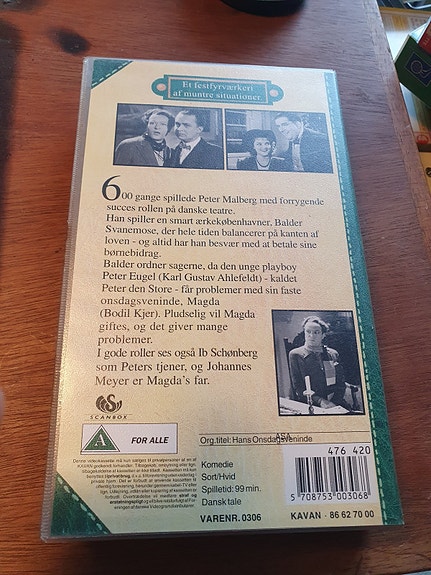 Et festfyrværkeri
af muntre situationer.
600 gange spillede Peter Malberg med forrygende
succes rollen på danske teatre.
Han spiller en smart ærkekøbenhavner, Balder
Svanemose, der hele tiden balancerer på kanten af
loven - og altid har han besvær med at betale sine
børnebidrag.
Balder ordner sagerne, da den unge playboy
Peter Eugel (Karl Gustav Ahlefeldt) - kaldet
Peter den Store - får problemer med sin faste
onsdagsveninde, Magda
(Bodil Kjer). Pludselig vil Magda
giftes, og det giver mange
problemer.
I gode roller ses også Ib Schønberg
som Peters tjener, og Johannes
Meyer er Magda's far.
SCANBOX
A
FOR ALLE
ASA
Org.titel: Hans Onsdagsveninde
Komedie
Sort/Hvid
Spilletid: 99 min.
Dansk tale
VARENR. 0306
476 420
5 708753 003068
KAVAN - 86 62 70 00